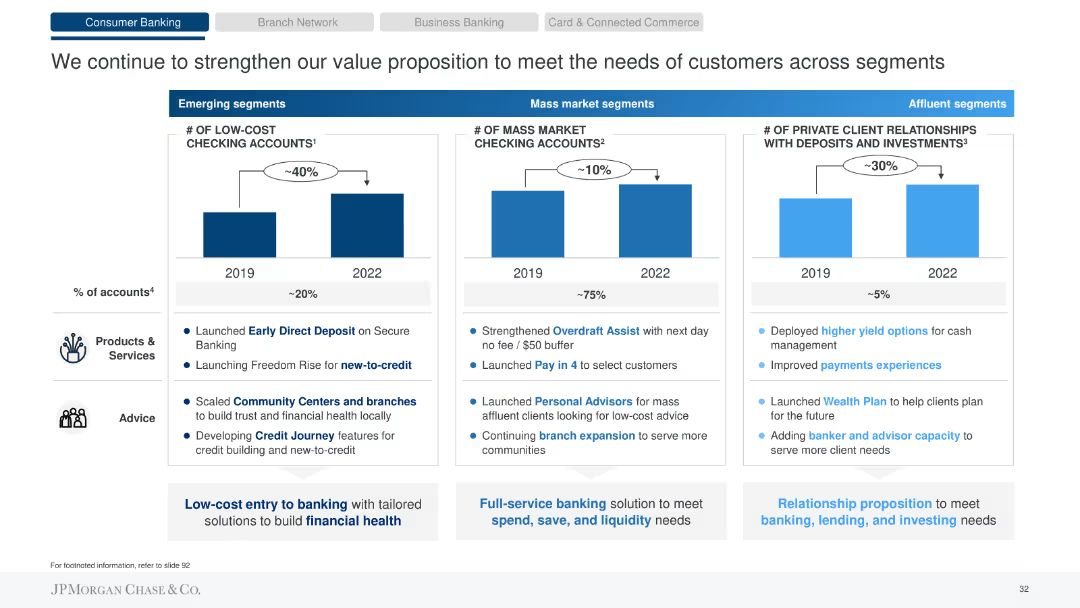 Consumer Banking
Branch Network
Business Banking
Card & Connected Commerce
We continue to strengthen our value proposition to meet the needs of customers across segments
Emerging segments
Mass market segments
Affluent segments
# OF LOW-COST
CHECKING ACCOUNTS¹
~40%
2019
2022
# OF MASS MARKET
CHECKING ACCOUNTS²
~10%
2019
2022
# OF PRIVATE CLIENT RELATIONSHIPS
WITH DEPOSITS AND INVESTMENTS³
~30%
2019
2022
% of accounts⁴
~20%
~75%
~5%
Products &
Services
● Launched Early Direct Deposit on Secure
Banking
● Launching Freedom Rise for new-to-credit
● Strengthened Overdraft Assist with next day
no fee / $50 buffer
● Launched Pay in 4 to select customers
● Deployed higher yield options for cash
management
● Improved payments experiences
Advice
● Scaled Community Centers and branches
to build trust and financial health locally
● Developing Credit Journey features for
credit building and new-to-credit
● Launched Personal Advisors for mass
affluent clients looking for low-cost advice
● Continuing branch expansion to serve more
communities
● Launched Wealth Plan to help clients plan
for the future
● Adding banker and advisor capacity to
serve more client needs
Low-cost entry to banking with tailored
solutions to build financial health
Full-service banking solution to meet
spend, save, and liquidity needs
Relationship proposition to meet
banking, lending, and investing needs
For footnoted information, refer to slide 92
JPMORGAN CHASE & CO.
32